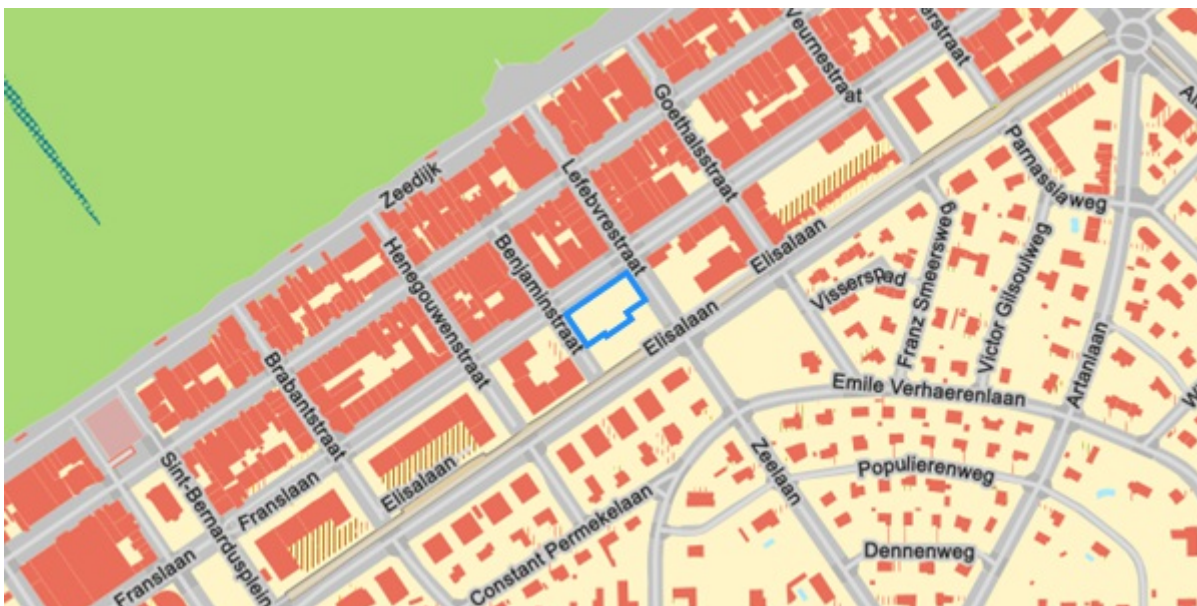 Veurnestraat
Goethalsstraat
Zeedijk
Lefebvrestraat
Parnassiaweg
Henegouwenstraat
Benjaminstraat
Elisalaan
Visserspad
Franz Smeersweg
Victor Gilsoulweg
Elisalaan
Artanlaan
Brabantstraat
Emile Verhaerenlaan
Zeelaan
Sint-Bernardusplein
Elisalaan
Populierenweg
Franslaan
Constant Permekelaan
Dennenweg
Franslaan